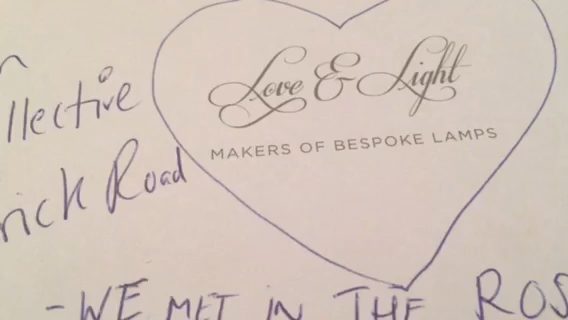 llective
Love & Light
MAKERS OF BESPOKE LAMPS
rick Road
- WE MET IN THE ROS